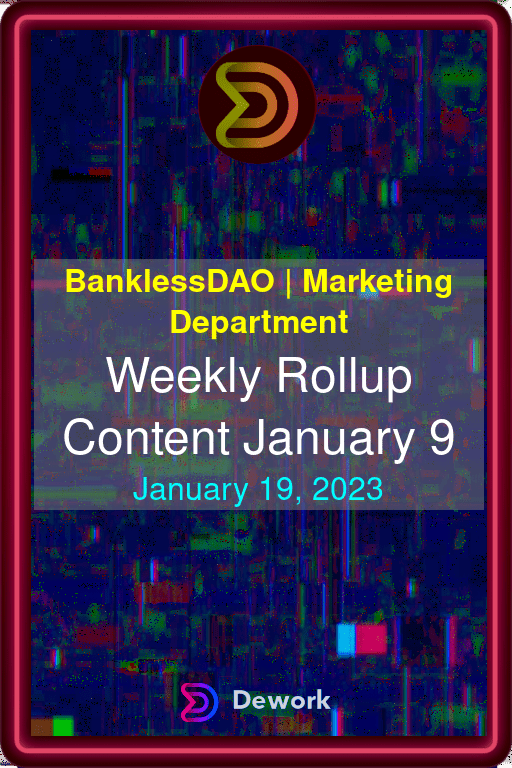 BanklessDAO | Marketing
Department
Weekly Rollup
Content January 9
January 19, 2023
Dework